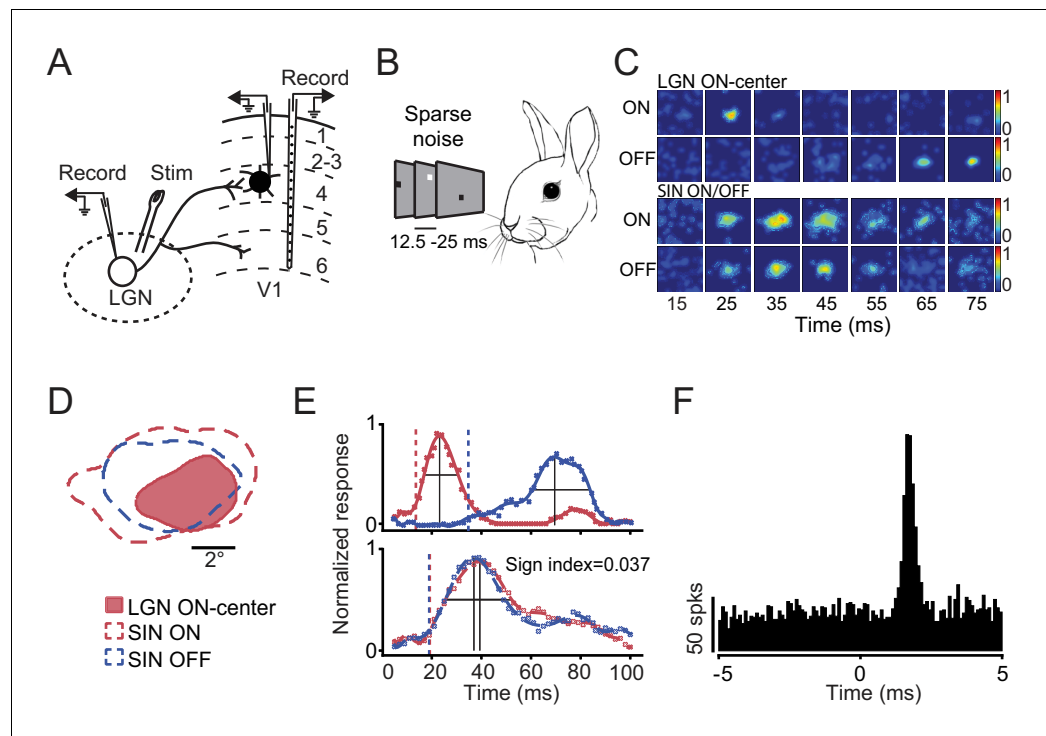 A
Record
Record
Stim
LGN
V1
1
2-3
4
5
6
B
Sparse
noise
12.5 -25 ms
C
LGN ON-center
ON
1
0
OFF
1
0
SIN ON/OFF
ON
1
0
OFF
1
0
15 25 35 45 55 65 75
Time (ms)
D
2°
LGN ON-center
SIN ON
SIN OFF
E
Normalized response
1
0
1
Sign index=0.037
0
0 20 40 60 80 100
Time (ms)
F
50 spks
-5 0 5
Time (ms)